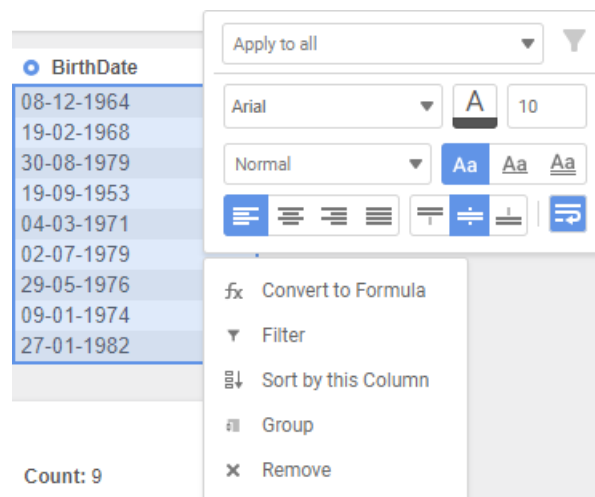 BirthDate
08-12-1964
19-02-1968
30-08-1979
19-09-1953
04-03-1971
02-07-1979
29-05-1976
09-01-1974
27-01-1982
Count: 9
Apply to all
Arial
A
10
Normal
Aa Aa Aa
fx Convert to Formula
Filter
Sort by this Column
Group
Remove